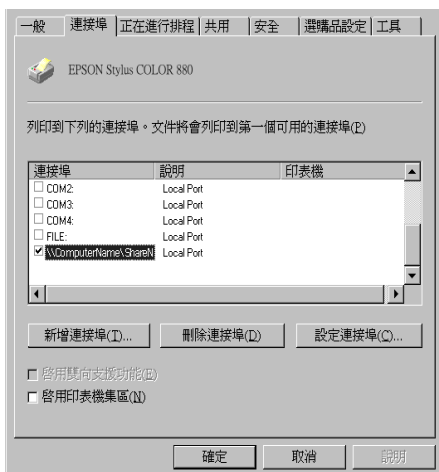 一般 連接埠 正在進行排程 共用 安全 選購品設定 工具
EPSON Stylus COLOR 880
列印到下列的連接埠。文件將會列印到第一個可用的連接埠(P)
連接埠 說明 印表機
COM2: Local Port
COM3: Local Port
COM4: Local Port
FILE: Local Port
\\ComputerName\ShareN Local Port
新增連接埠(T)... 刪除連接埠(D) 設定連接埠(C)...
啓用雙向支援功能(E)
啓用印表機集區(N)
確定 取消 說明